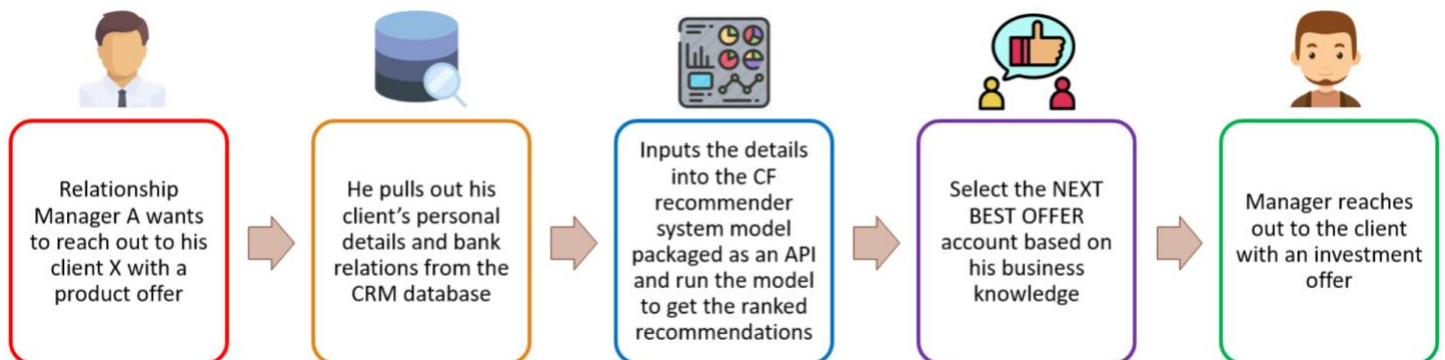 Relationship
Manager A wants
to reach out to his
client X with a
product offer
He pulls out his
client's personal
details and bank
relations from the
CRM database
Inputs the details
into the CF
recommender
system model
packaged as an API
and run the model
to get the ranked
recommendations
Select the NEXT
BEST OFFER
account based on
his business
knowledge
Manager reaches
out to the client
with an investment
offer